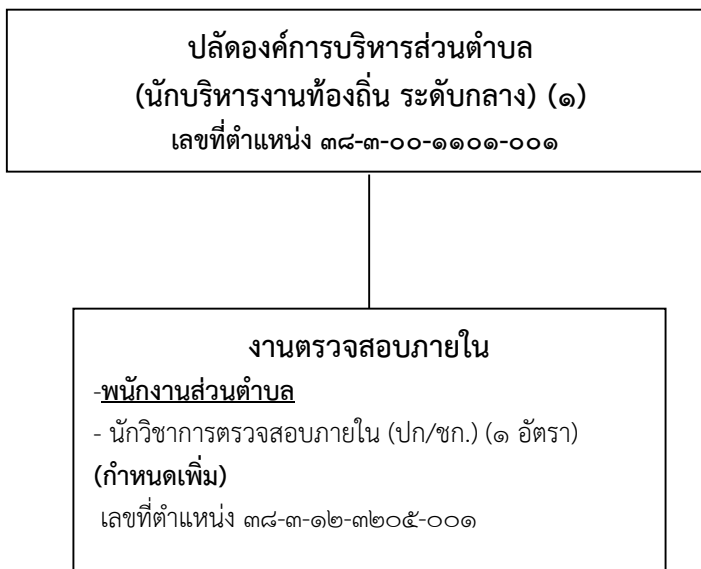 ปลัดองค์การบริหารส่วนตำบล
(นักบริหารงานท้องถิ่น ระดับกลาง) (๑)
เลขที่ตำแหน่ง ๓๘-๓-๐๐-๑๑๐๑-๐๐๑
งานตรวจสอบภายใน
-พนักงานส่วนตำบล
- นักวิชาการตรวจสอบภายใน (ปก/ชก.) (๑ อัตรา)
(กำหนดเพิ่ม)
เลขที่ตำแหน่ง ๓๘-๓-๑๒-๓๒๐๕-๐๐๑